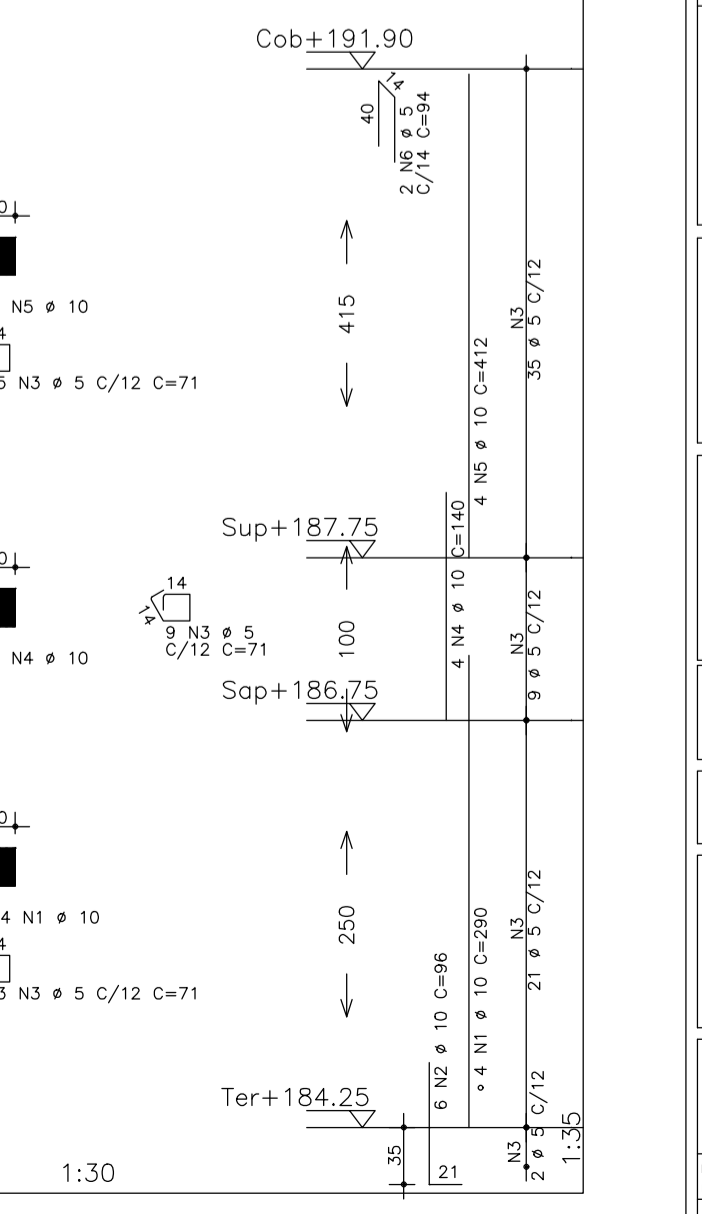 Cob+191.90
14
40
2 N6 ø 5
C/14 C=94
415
N3
35 ø 5 C/12
4 N5 ø 10 C=412
N5 ø 10
N3 ø 5 C/12 C=71
Sup+187.75
14
14
9 N3 ø 5
C/12 C=71
100
4 N4 ø 10 C=140
N3
9 ø 5 C/12
N4 ø 10
Sap+186.75
250
N3
21 ø 5 C/12
4 N1 ø 10
N3 ø 5 C/12 C=71
6 N2 ø 10 C=96
4 N1 ø 10 C=290
Ter+184.25
35
21
N3
2 ø 5 C/12
1:35
1:30